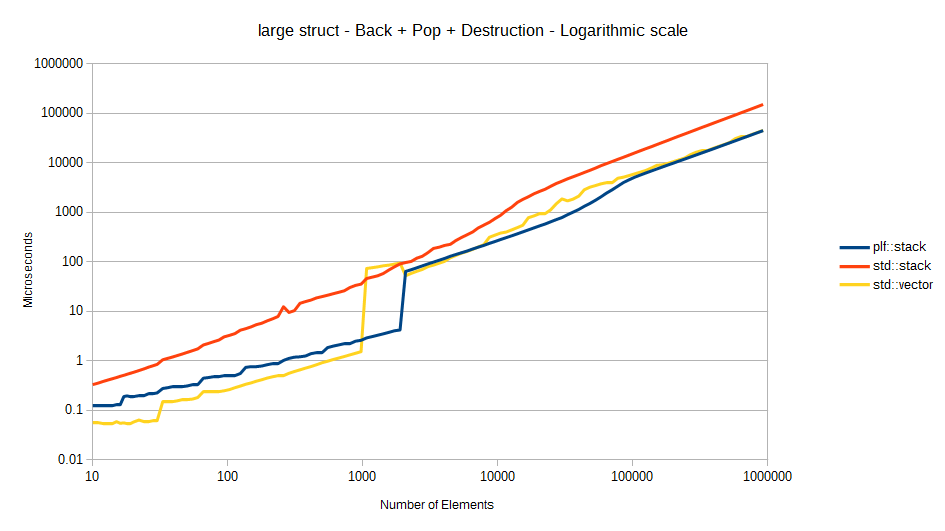 large struct - Back + Pop + Destruction - Logarithmic scale
1000000
100000
10000
1000
100
10
1
0.1
0.01
Microseconds
10 100 1000 10000 100000 1000000
Number of Elements
plf::stack
std::stack
std::vector